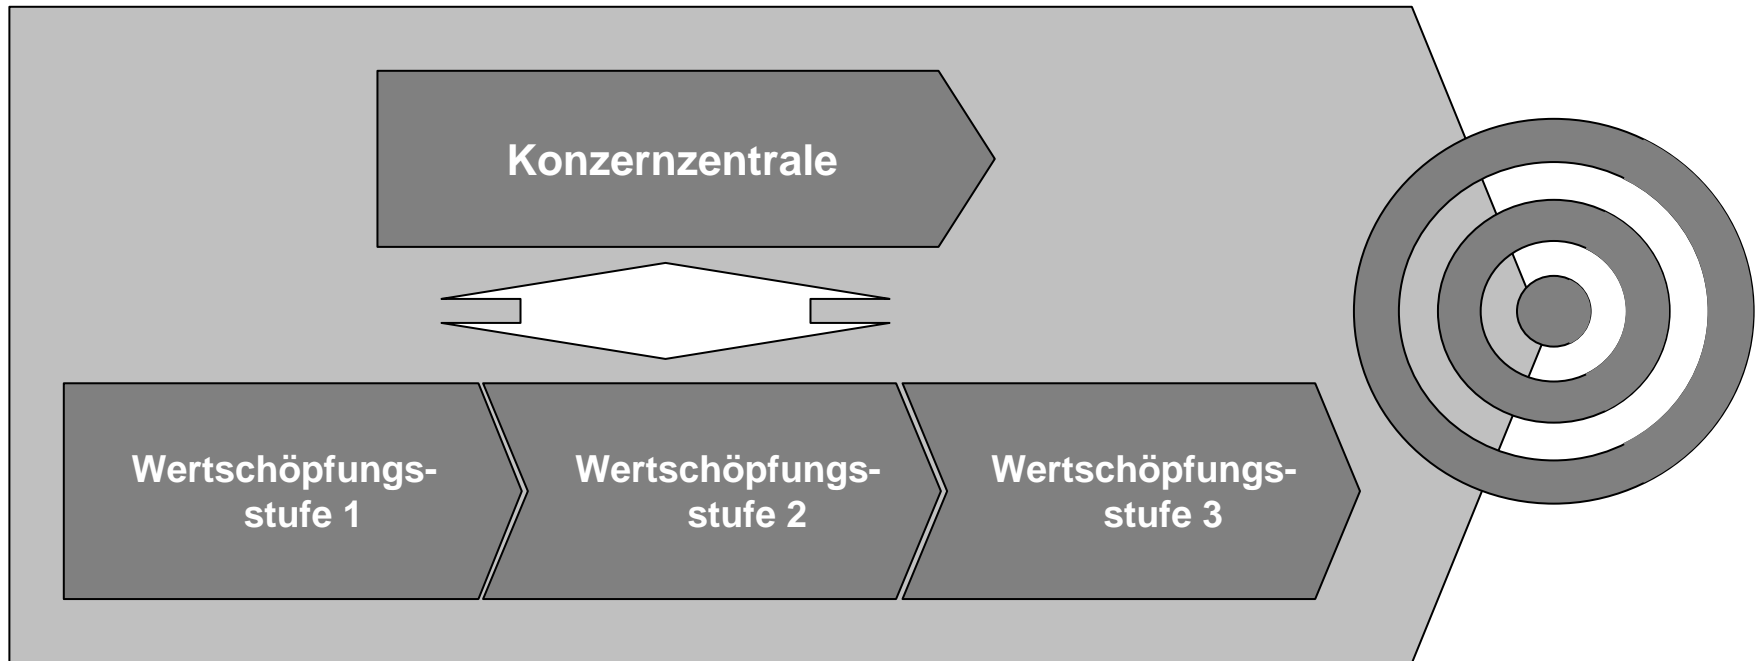 Konzernzentrale
Wertschöpfungs-
stufe 1
Wertschöpfungs-
stufe 2
Wertschöpfungs-
stufe 3